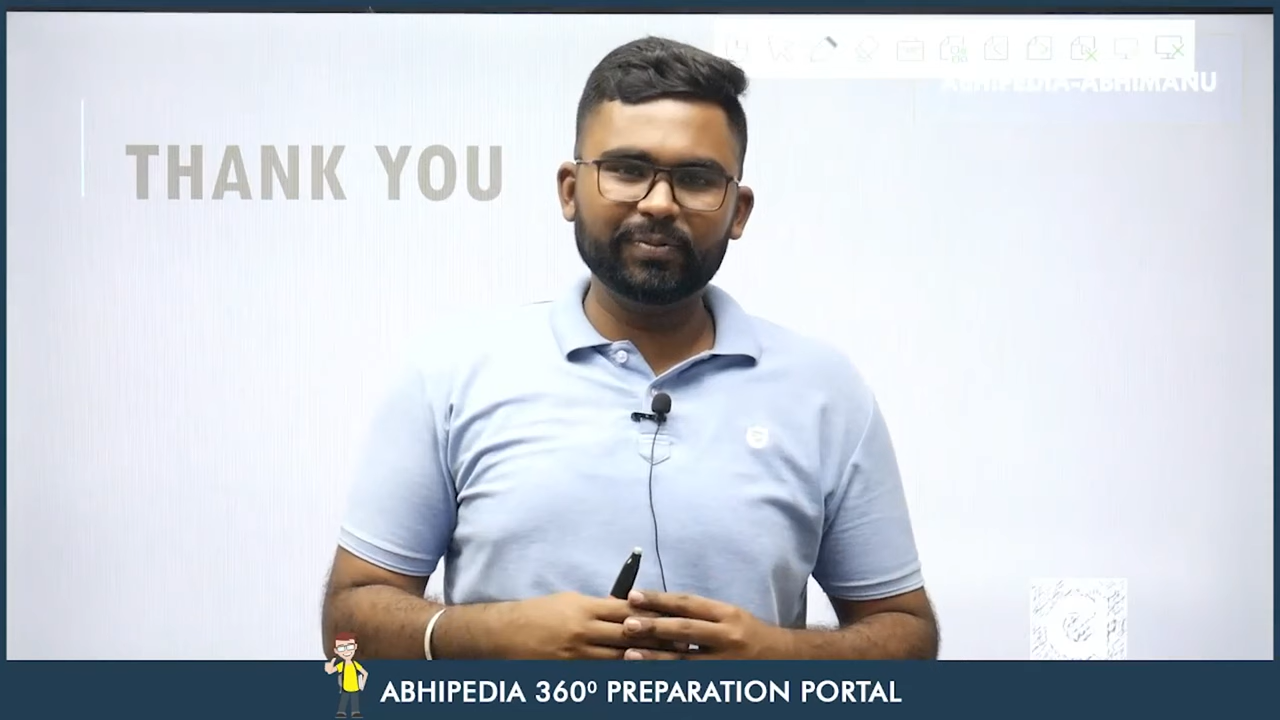 ABHIPEDIA-ABHIMANU
THANK YOU
ABHIPEDIA 360⁰ PREPARATION PORTAL